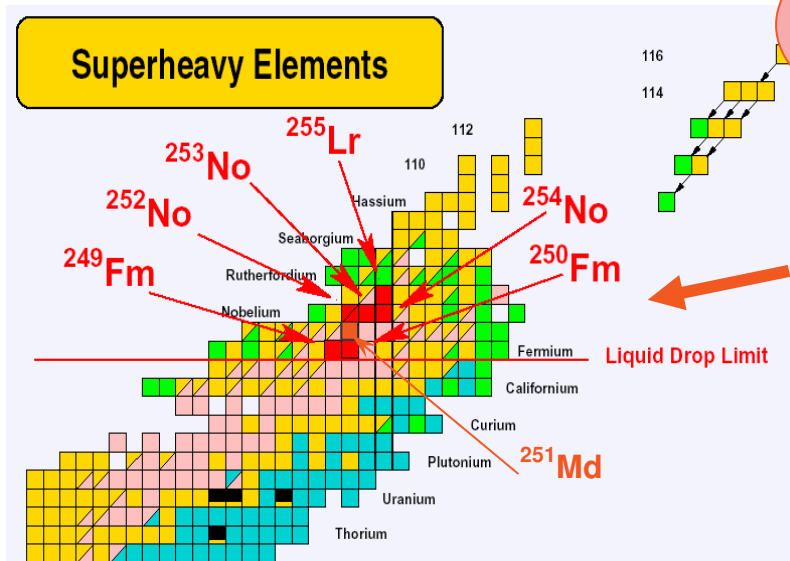 Superheavy Elements
116
114
112
110
²⁵⁵Lr
²⁵³No
²⁵²No
²⁴⁹Fm
²⁵⁴No
²⁵⁰Fm
Hassium
Seaborgium
Rutherfordium
Nobelium
Fermium
Liquid Drop Limit
Californium
Curium
²⁵¹Md
Plutonium
Uranium
Thorium